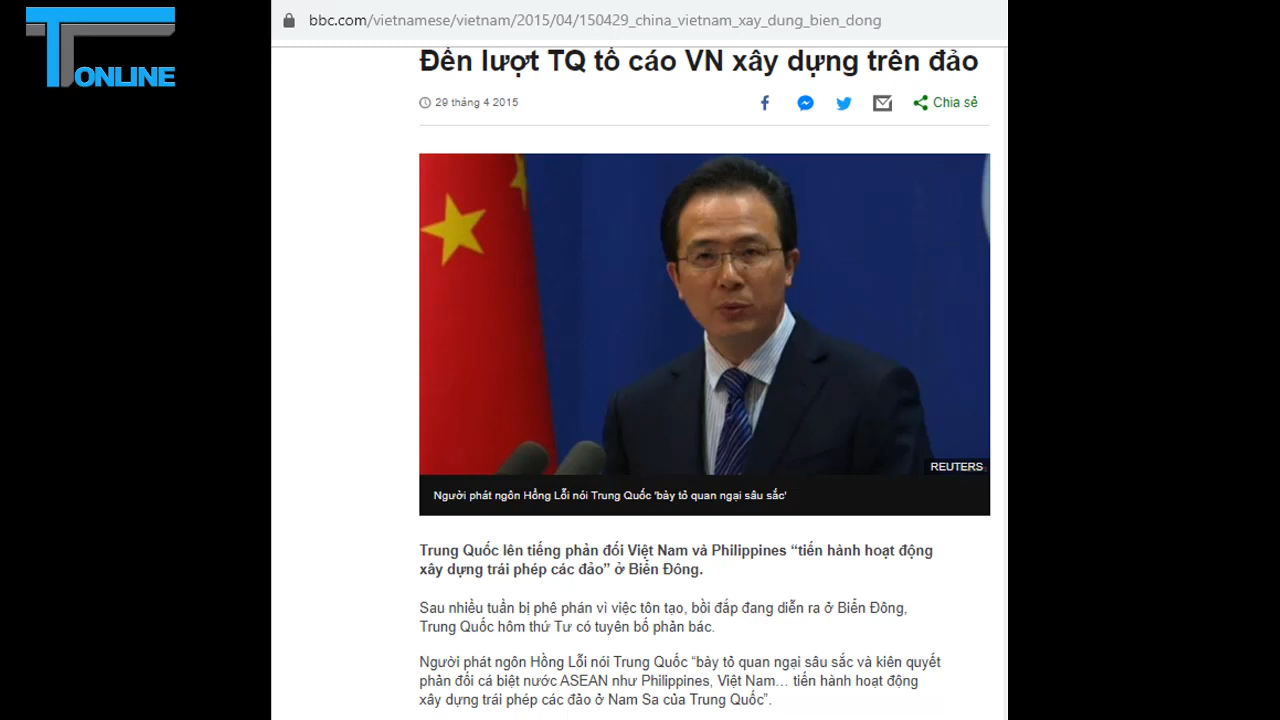 TT ONLINE
bbc.com/vietnamese/vietnam/2015/04/150429_china_vietnam_xay_dung_bien_dong
Đến lượt TQ tố cáo VN xây dựng trên đảo
29 tháng 4 2015
Chia sẻ
REUTERS
Người phát ngôn Hồng Lỗi nói Trung Quốc 'bày tỏ quan ngại sâu sắc'
Trung Quốc lên tiếng phản đối Việt Nam và Philippines “tiến hành hoạt động
xây dựng trái phép các đảo” ở Biển Đông.
Sau nhiều tuần bị phê phán vì việc tôn tạo, bồi đắp đang diễn ra ở Biển Đông,
Trung Quốc hôm thứ Tư có tuyên bố phản bác.
Người phát ngôn Hồng Lỗi nói Trung Quốc “bày tỏ quan ngại sâu sắc và kiên quyết
phản đối cá biệt nước ASEAN như Philippines, Việt Nam... tiến hành hoạt động
xây dựng trái phép các đảo ở Nam Sa của Trung Quốc”.